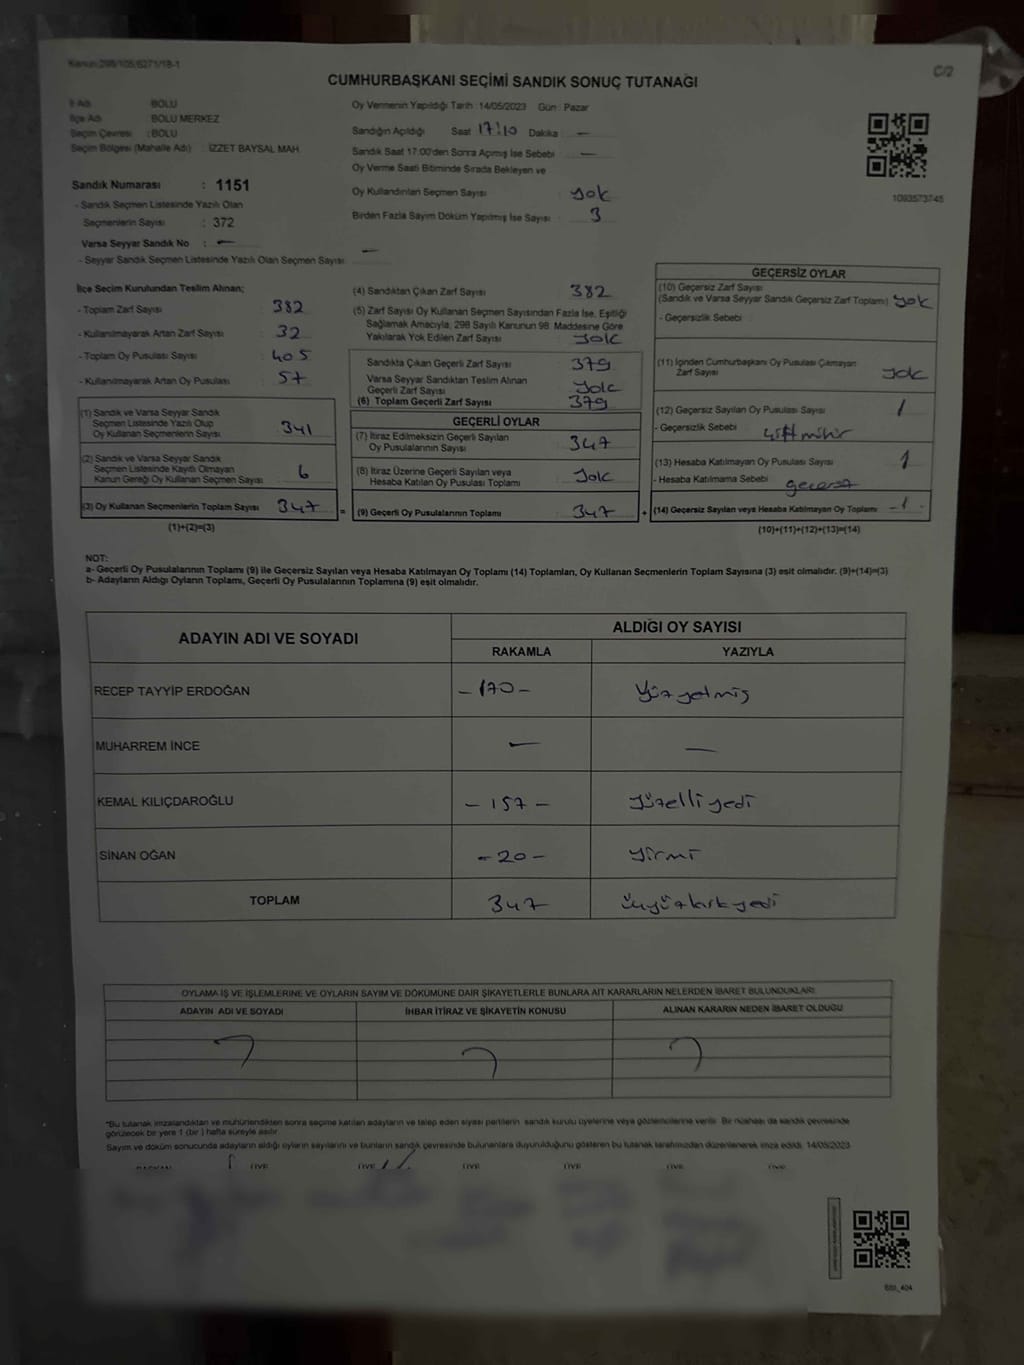 Kanun:298/105,6271/18-1
C/2
CUMHURBAŞKANI SEÇİMİ SANDIK SONUÇ TUTANAĞI
İl Adı : BOLU
İlçe Adı : BOLU MERKEZ
Seçim Çevresi : BOLU
Seçim Bölgesi (Mahalle Adı) : İZZET BAYSAL MAH.
Sandık Numarası : 1151
- Sandık Seçmen Listesinde Yazılı Olan
Seçmenlerin Sayısı : 372
Varsa Seyyar Sandık No : —
- Seyyar Sandık Seçmen Listesinde Yazılı Olan Seçmen Sayısı: —
Oy Vermenin Yapıldığı Tarih :14/05/2023 Gün : Pazar
Sandığın Açıldığı Saat 17:10 Dakika : —
Sandık Saat 17:00'den Sonra Açılmış İse Sebebi : —
Oy Verme Saati Bitiminde Sırada Bekleyen ve
Oy Kullandırılan Seçmen Sayısı : yok
Birden Fazla Sayım Döküm Yapılmış İse Sayısı : 3
1093573745
İlçe Seçim Kurulundan Teslim Alınan;
- Toplam Zarf Sayısı : 382
- Kullanılmayarak Artan Zarf Sayısı : 32
- Toplam Oy Pusulası Sayısı : 405
- Kullanılmayarak Artan Oy Pusulası : 57
(1) Sandık ve Varsa Seyyar Sandık
Seçmen Listesinde Yazılı Olup
Oy Kullanan Seçmenlerin Sayısı : 341
(2) Sandık ve Varsa Seyyar Sandık
Seçmen Listesinde Kayıtlı Olmayan
Kanun Gereği Oy Kullanan Seçmen Sayısı : 6
(3) Oy Kullanan Seçmenlerin Toplam Sayısı : 347
(1)+(2)=(3)
(4) Sandıktan Çıkan Zarf Sayısı : 382
(5) Zarf Sayısı Oy Kullanan Seçmen Sayısından Fazla İse, Eşitliği
Sağlamak Amacıyla, 298 Sayılı Kanunun 98. Maddesine Göre
Yakılarak Yok Edilen Zarf Sayısı : yok
Sandıkta Çıkan Geçerli Zarf Sayısı : 379
Varsa Seyyar Sandıktan Teslim Alınan
Geçerli Zarf Sayısı : yok
(6) Toplam Geçerli Zarf Sayısı : 379
GEÇERLİ OYLAR
(7) İtiraz Edilmeksizin Geçerli Sayılan
Oy Pusulalarının Sayısı : 347
(8) İtiraz Üzerine Geçerli Sayılan veya
Hesaba Katılan Oy Pusulası Toplamı : yok
= (9) Geçerli Oy Pusulalarının Toplamı : 347 +
GEÇERSİZ OYLAR
(10) Geçersiz Zarf Sayısı
(Sandık ve Varsa Seyyar Sandık Geçersiz Zarf Toplamı) yok
- Geçersizlik Sebebi :
(11) İçinden Cumhurbaşkanı Oy Pusulası Çıkmayan
Zarf Sayısı : yok
(12) Geçersiz Sayılan Oy Pusulası Sayısı : 1
- Geçersizlik Sebebi : çift mühür
(13) Hesaba Katılmayan Oy Pusulası Sayısı : 1
- Hesaba Katılmama Sebebi : geçersiz
(14) Geçersiz Sayılan veya Hesaba Katılmayan Oy Toplamı : -1-
(10)+(11)+(12)+(13)=(14)
NOT:
a- Geçerli Oy Pusulalarının Toplamı (9) ile Geçersiz Sayılan veya Hesaba Katılmayan Oy Toplamı (14) Toplamları, Oy Kullanan Seçmenlerin Toplam Sayısına (3) eşit olmalıdır. (9)+(14)=(3)
b- Adayların Aldığı Oyların Toplamı, Geçerli Oy Pusulalarının Toplamına (9) eşit olmalıdır.
ADAYIN ADI VE SOYADI
ALDIĞI OY SAYISI
RAKAMLA YAZIYLA
RECEP TAYYİP ERDOĞAN -170- Yüzyetmiş
MUHARREM İNCE — —
KEMAL KILIÇDAROĞLU -157- yüzelliyedi
SİNAN OĞAN -20- yirmi
TOPLAM 347 üçyüzkırkyedi
OYLAMA İŞ VE İŞLEMLERİNE VE OYLARIN SAYIM VE DÖKÜMÜNE DAİR ŞİKAYETLERLE BUNLARA AİT KARARLARIN NELERDEN İBARET BULUNDUKLARI
ADAYIN ADI VE SOYADI İHBAR İTİRAZ VE ŞİKAYETİN KONUSU ALINAN KARARIN NEDEN İBARET OLDUĞU
*Bu tutanak imzalandıktan ve mühürlendikten sonra seçime katılan adayların ve talep eden siyasi partilerin sandık kurulu üyelerine veya gözlemcilerine verilir. Bir nüshası da sandık çevresinde
görülecek bir yere 1 (bir) hafta süreyle asılır.
Sayım ve döküm sonucunda adayların aldığı oyların sayılarını ve bunların sandık çevresinde bulunanlara duyurulduğunu gösteren bu tutanak tarafımızdan düzenlenerek imza edildi. 14/05/2023
BAŞKAN ÜYE ÜYE ÜYE ÜYE ÜYE ÜYE